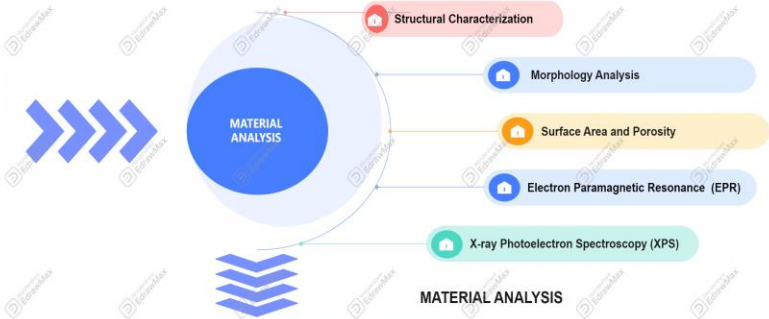 Structural Characterization
Morphology Analysis
MATERIAL
ANALYSIS
Surface Area and Porosity
Electron Paramagnetic Resonance (EPR)
X-ray Photoelectron Spectroscopy (XPS)
MATERIAL ANALYSIS
EdrawMax